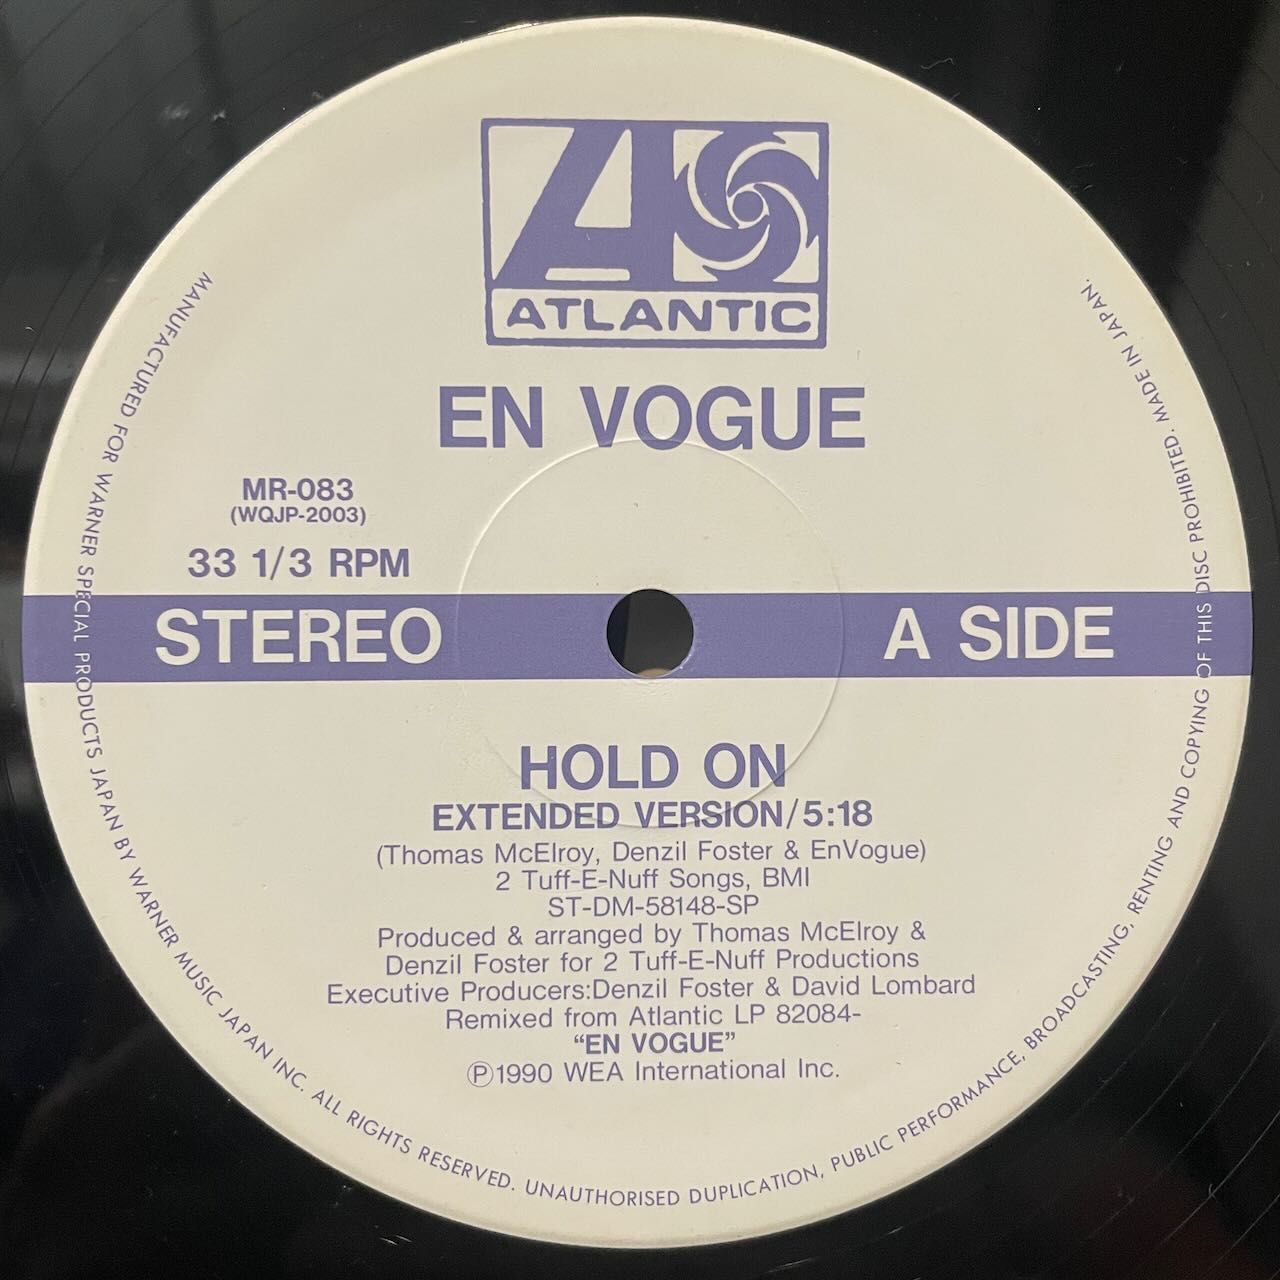 ATLANTIC
EN VOGUE
MR-083
(WQJP-2003)
33 1/3 RPM
STEREO
A SIDE
HOLD ON
EXTENDED VERSION/5:18
(Thomas McElroy, Denzil Foster & EnVogue)
2 Tuff-E-Nuff Songs, BMI
ST-DM-58148-SP
Produced & arranged by Thomas McElroy &
Denzil Foster for 2 Tuff-E-Nuff Productions
Executive Producers:Denzil Foster & David Lombard
Remixed from Atlantic LP 82084-
“EN VOGUE”
Ⓟ1990 WEA International Inc.
MANUFACTURED FOR WARNER SPECIAL PRODUCTS JAPAN BY WARNER MUSIC JAPAN INC. ALL RIGHTS RESERVED. UNAUTHORISED DUPLICATION, PUBLIC PERFORMANCE, BROADCASTING, RENTING AND COPYING OF THIS DISC PROHIBITED. MADE IN JAPAN.